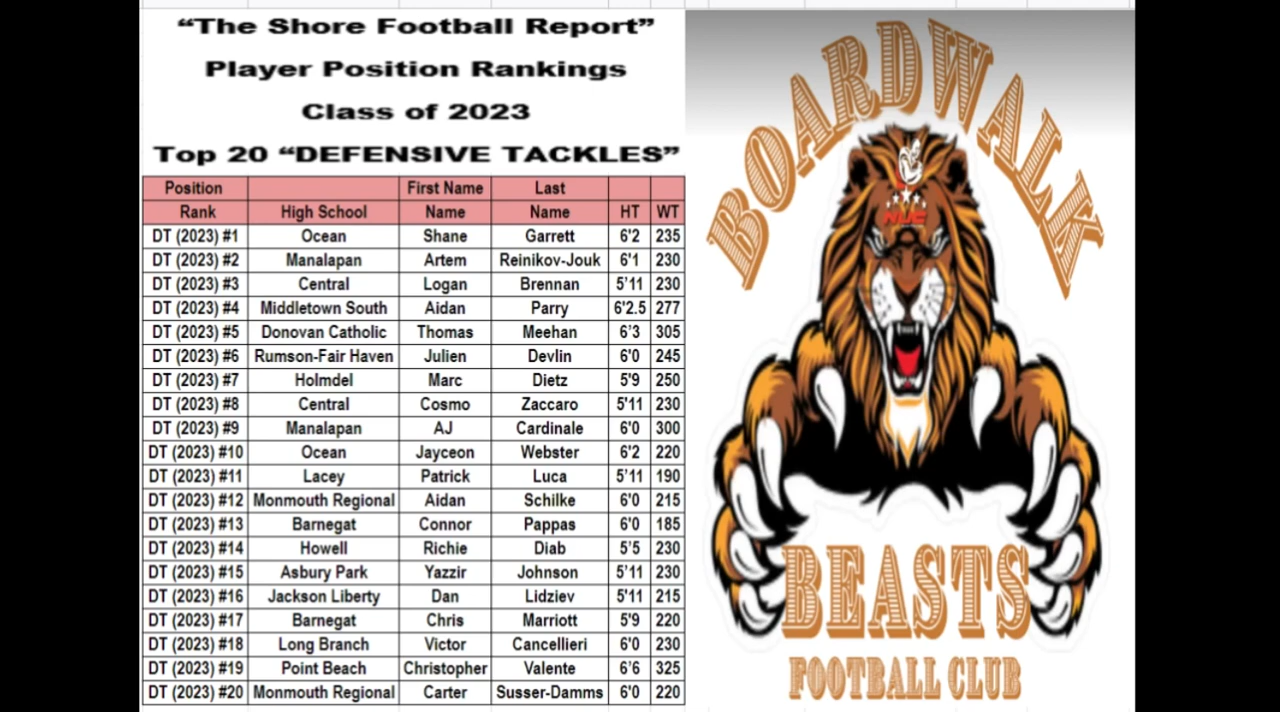 “The Shore Football Report”
Player Position Rankings
Class of 2023
Top 20 “DEFENSIVE TACKLES”
Position First Name Last
Rank High School Name Name HT WT
DT (2023) #1 Ocean Shane Garrett 6'2 235
DT (2023) #2 Manalapan Artem Reinikov-Jouk 6'1 230
DT (2023) #3 Central Logan Brennan 5’11 230
DT (2023) #4 Middletown South Aidan Parry 6'2.5 277
DT (2023) #5 Donovan Catholic Thomas Meehan 6’3 305
DT (2023) #6 Rumson-Fair Haven Julien Devlin 6'0 245
DT (2023) #7 Holmdel Marc Dietz 5'9 250
DT (2023) #8 Central Cosmo Zaccaro 5'11 230
DT (2023) #9 Manalapan AJ Cardinale 6'0 300
DT (2023) #10 Ocean Jayceon Webster 6'2 220
DT (2023) #11 Lacey Patrick Luca 5’11 190
DT (2023) #12 Monmouth Regional Aidan Schilke 6'0 215
DT (2023) #13 Barnegat Connor Pappas 6'0 185
DT (2023) #14 Howell Richie Diab 5'5 230
DT (2023) #15 Asbury Park Yazzir Johnson 5’11 230
DT (2023) #16 Jackson Liberty Dan Lidziev 5'11 215
DT (2023) #17 Barnegat Chris Marriott 5'9 220
DT (2023) #18 Long Branch Victor Cancellieri 6'0 230
DT (2023) #19 Point Beach Christopher Valente 6’6 325
DT (2023) #20 Monmouth Regional Carter Susser-Damms 6'0 220
BOARDWALK
NUC
BEASTS
FOOTBALL CLUB